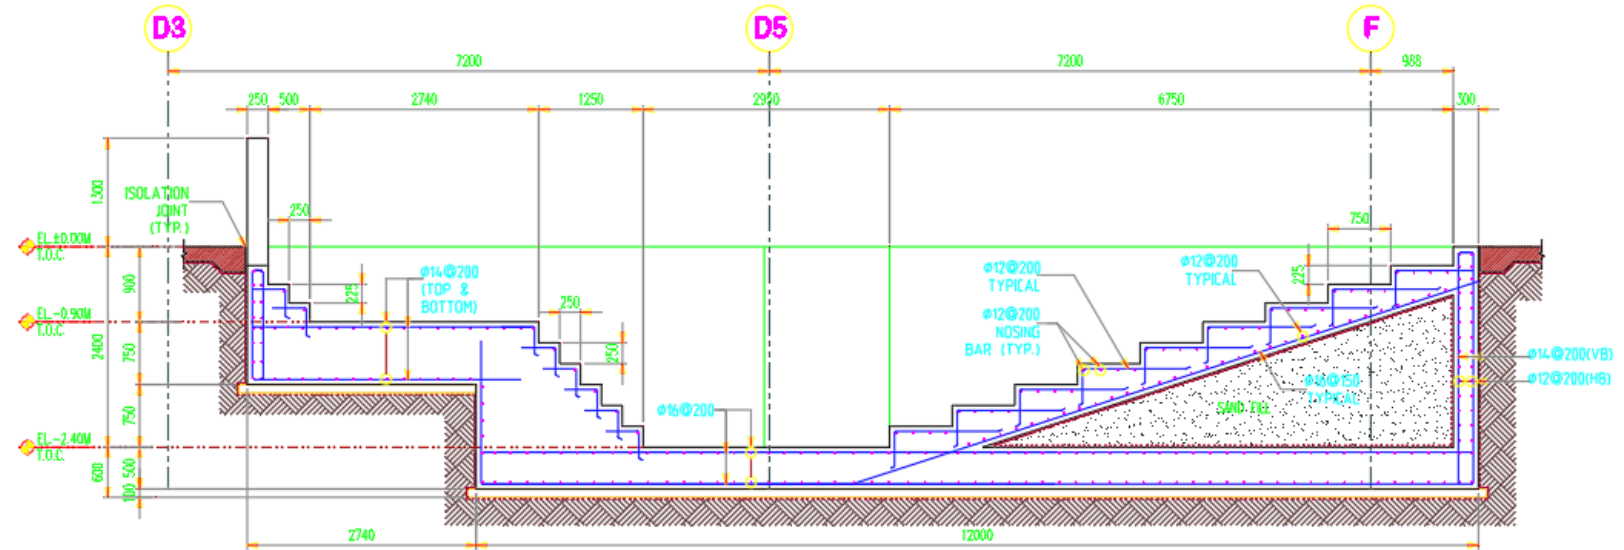 D3
D5
F
7200
7200
988
250
500
2740
1250
6750
300
1300
ISOLATION
JOINT
(TYP.)
250
750
EL.±0.00M
T.O.C.
Ø14@200
(TOP &
BOTTOM)
Ø12@200
TYPICAL
Ø12@200
TYPICAL
225
225
900
250
Ø12@200
NOSING
BAR (TYP.)
EL-0.90M
T.O.C.
2400
750
250
Ø14@200(VB)
Ø12@200(HB)
Ø16@150
TYPICAL
SAND FILL
750
Ø16@200
EL-2.40M
T.O.C.
600
500
100
2740
12000